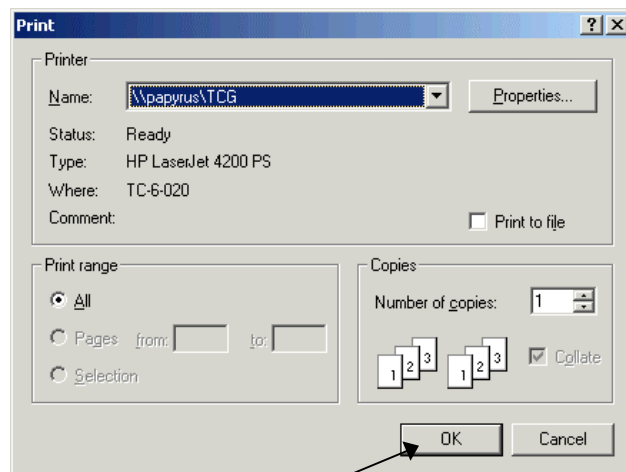 Print
Printer
Name: \\papyrus\TCG Properties...
Status: Ready
Type: HP LaserJet 4200 PS
Where: TC-6-020
Comment: Print to file
Print range
All
Pages from: to:
Selection
Copies
Number of copies: 1
1 2 3 1 2 3 Collate
OK Cancel